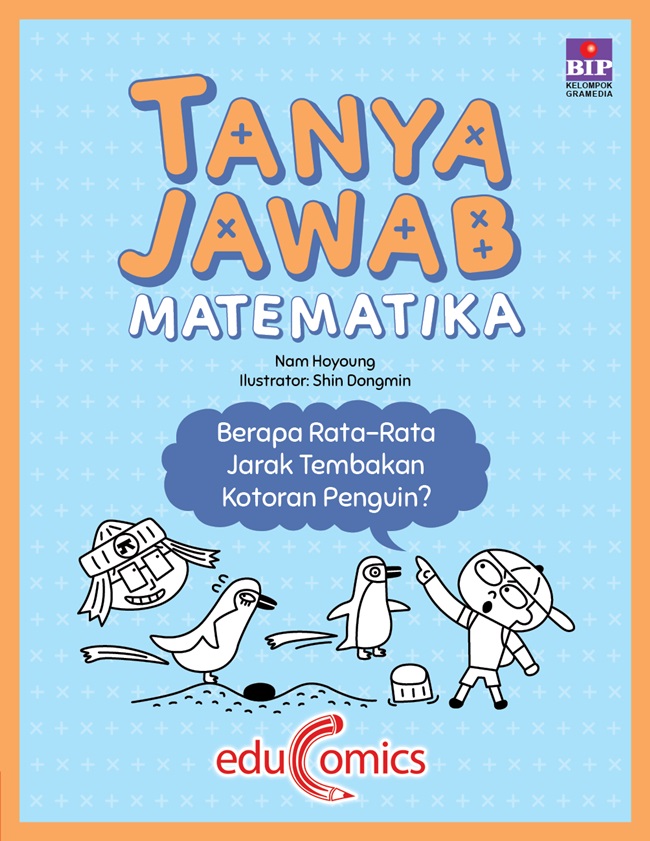 BIP
KELOMPOK
GRAMEDIA
TANYA
JAWAB
MATEMATIKA
Nam Hoyoung
Ilustrator: Shin Dongmin
Berapa Rata-Rata
Jarak Tembakan
Kotoran Penguin?
K
educomics